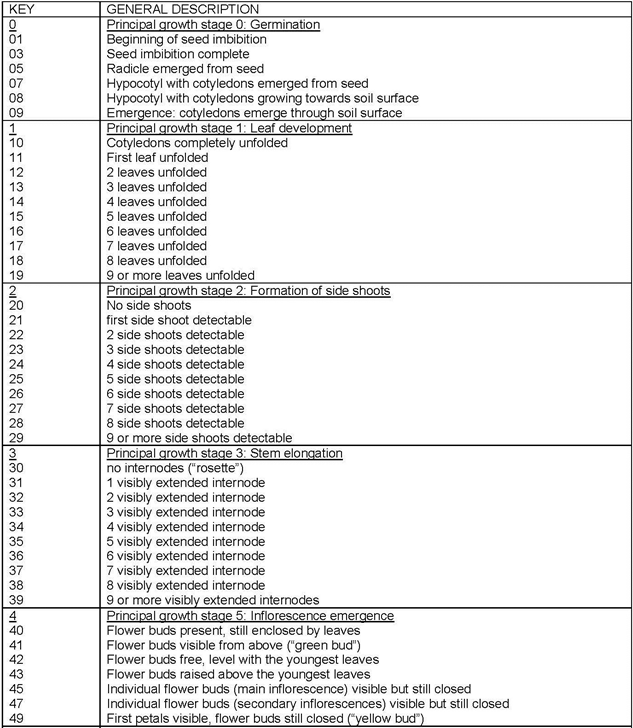 KEY GENERAL DESCRIPTION
0 Principal growth stage 0: Germination
01 Beginning of seed imbibition
03 Seed imbibition complete
05 Radicle emerged from seed
07 Hypocotyl with cotyledons emerged from seed
08 Hypocotyl with cotyledons growing towards soil surface
09 Emergence: cotyledons emerge through soil surface
1 Principal growth stage 1: Leaf development
10 Cotyledons completely unfolded
11 First leaf unfolded
12 2 leaves unfolded
13 3 leaves unfolded
14 4 leaves unfolded
15 5 leaves unfolded
16 6 leaves unfolded
17 7 leaves unfolded
18 8 leaves unfolded
19 9 or more leaves unfolded
2 Principal growth stage 2: Formation of side shoots
20 No side shoots
21 first side shoot detectable
22 2 side shoots detectable
23 3 side shoots detectable
24 4 side shoots detectable
25 5 side shoots detectable
26 6 side shoots detectable
27 7 side shoots detectable
28 8 side shoots detectable
29 9 or more side shoots detectable
3 Principal growth stage 3: Stem elongation
30 no internodes (“rosette”)
31 1 visibly extended internode
32 2 visibly extended internode
33 3 visibly extended internode
34 4 visibly extended internode
35 5 visibly extended internode
36 6 visibly extended internode
37 7 visibly extended internode
38 8 visibly extended internode
39 9 or more visibly extended internodes
4 Principal growth stage 5: Inflorescence emergence
40 Flower buds present, still enclosed by leaves
41 Flower buds visible from above (“green bud”)
42 Flower buds free, level with the youngest leaves
43 Flower buds raised above the youngest leaves
45 Individual flower buds (main inflorescence) visible but still closed
47 Individual flower buds (secondary inflorescences) visible but still closed
49 First petals visible, flower buds still closed (“yellow bud”)